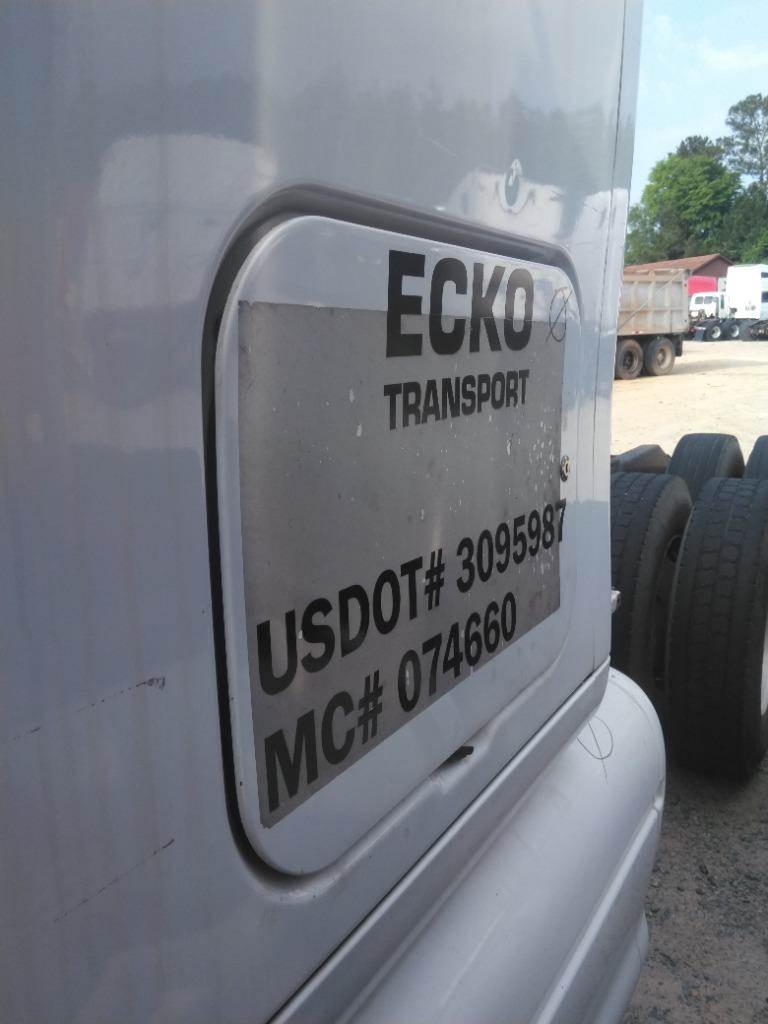 ECKO
TRANSPORT
USDOT# 3095987
MC# 074660